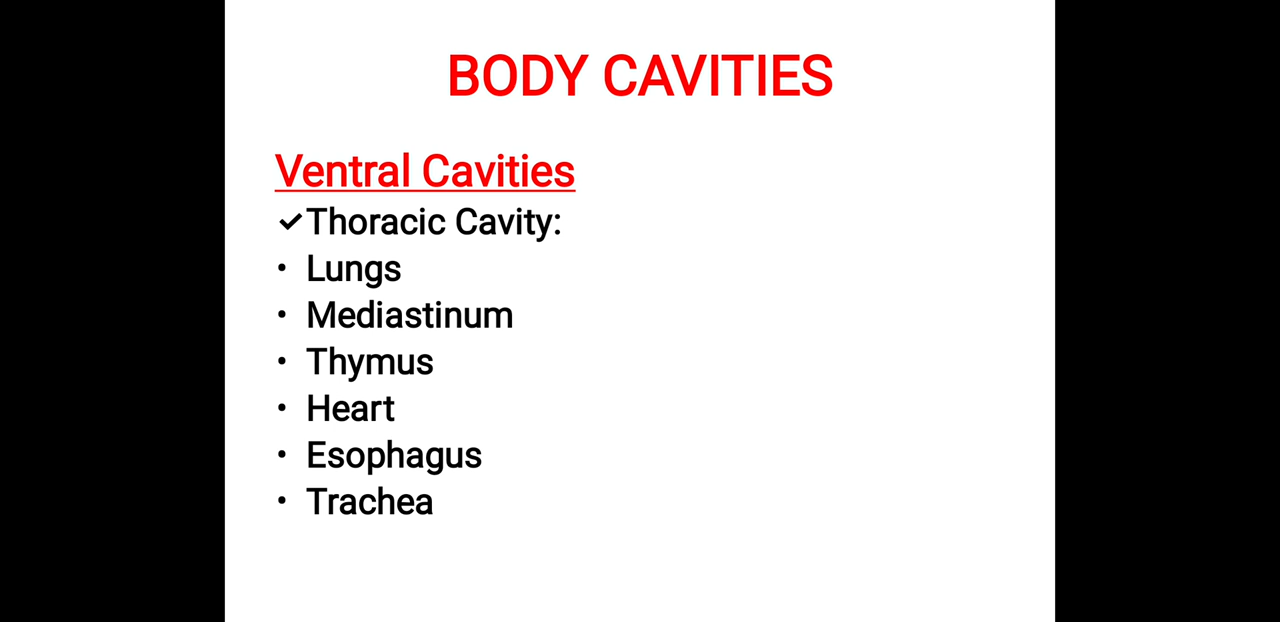 BODY CAVITIES
Ventral Cavities
✓Thoracic Cavity:
• Lungs
• Mediastinum
• Thymus
• Heart
• Esophagus
• Trachea